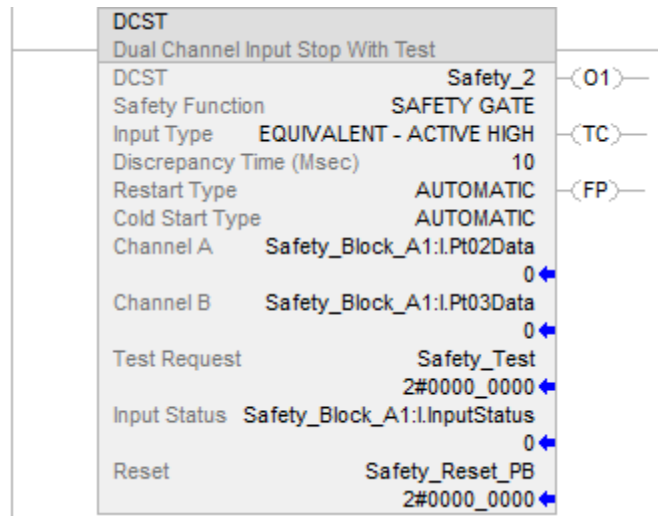 DCST
Dual Channel Input Stop With Test
DCST Safety_2 (O1)
Safety Function SAFETY GATE
Input Type EQUIVALENT - ACTIVE HIGH (TC)
Discrepancy Time (Msec) 10
Restart Type AUTOMATIC (FP)
Cold Start Type AUTOMATIC
Channel A Safety_Block_A1:I.Pt02Data
0
Channel B Safety_Block_A1:I.Pt03Data
0
Test Request Safety_Test
2#0000_0000
Input Status Safety_Block_A1:I.InputStatus
0
Reset Safety_Reset_PB
2#0000_0000